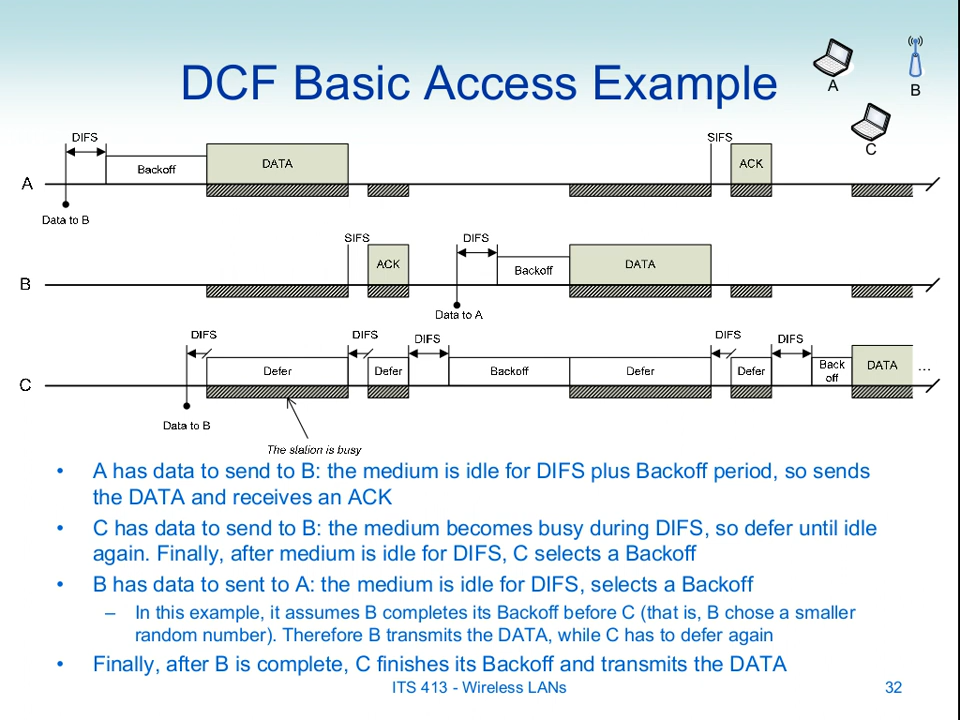 DCF Basic Access Example
A
B
C
DIFS
Backoff
DATA
SIFS
ACK
A
Data to B
SIFS
ACK
DIFS
Backoff
DATA
B
Data to A
DIFS
Defer
DIFS
Defer
DIFS
Backoff
Defer
DIFS
Defer
DIFS
Back
off
DATA
...
C
Data to B
The station is busy
• A has data to send to B: the medium is idle for DIFS plus Backoff period, so sends
the DATA and receives an ACK
• C has data to send to B: the medium becomes busy during DIFS, so defer until idle
again. Finally, after medium is idle for DIFS, C selects a Backoff
• B has data to sent to A: the medium is idle for DIFS, selects a Backoff
– In this example, it assumes B completes its Backoff before C (that is, B chose a smaller
random number). Therefore B transmits the DATA, while C has to defer again
• Finally, after B is complete, C finishes its Backoff and transmits the DATA
ITS 413 - Wireless LANs
32